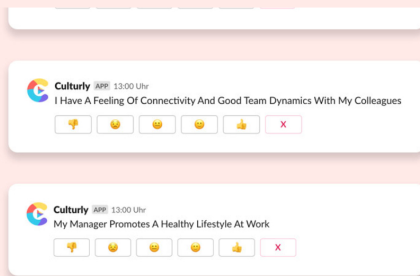 Culturly APP 13:00 Uhr
I Have A Feeling Of Connectivity And Good Team Dynamics With My Colleagues
X
Culturly APP 13:00 Uhr
My Manager Promotes A Healthy Lifestyle At Work
X